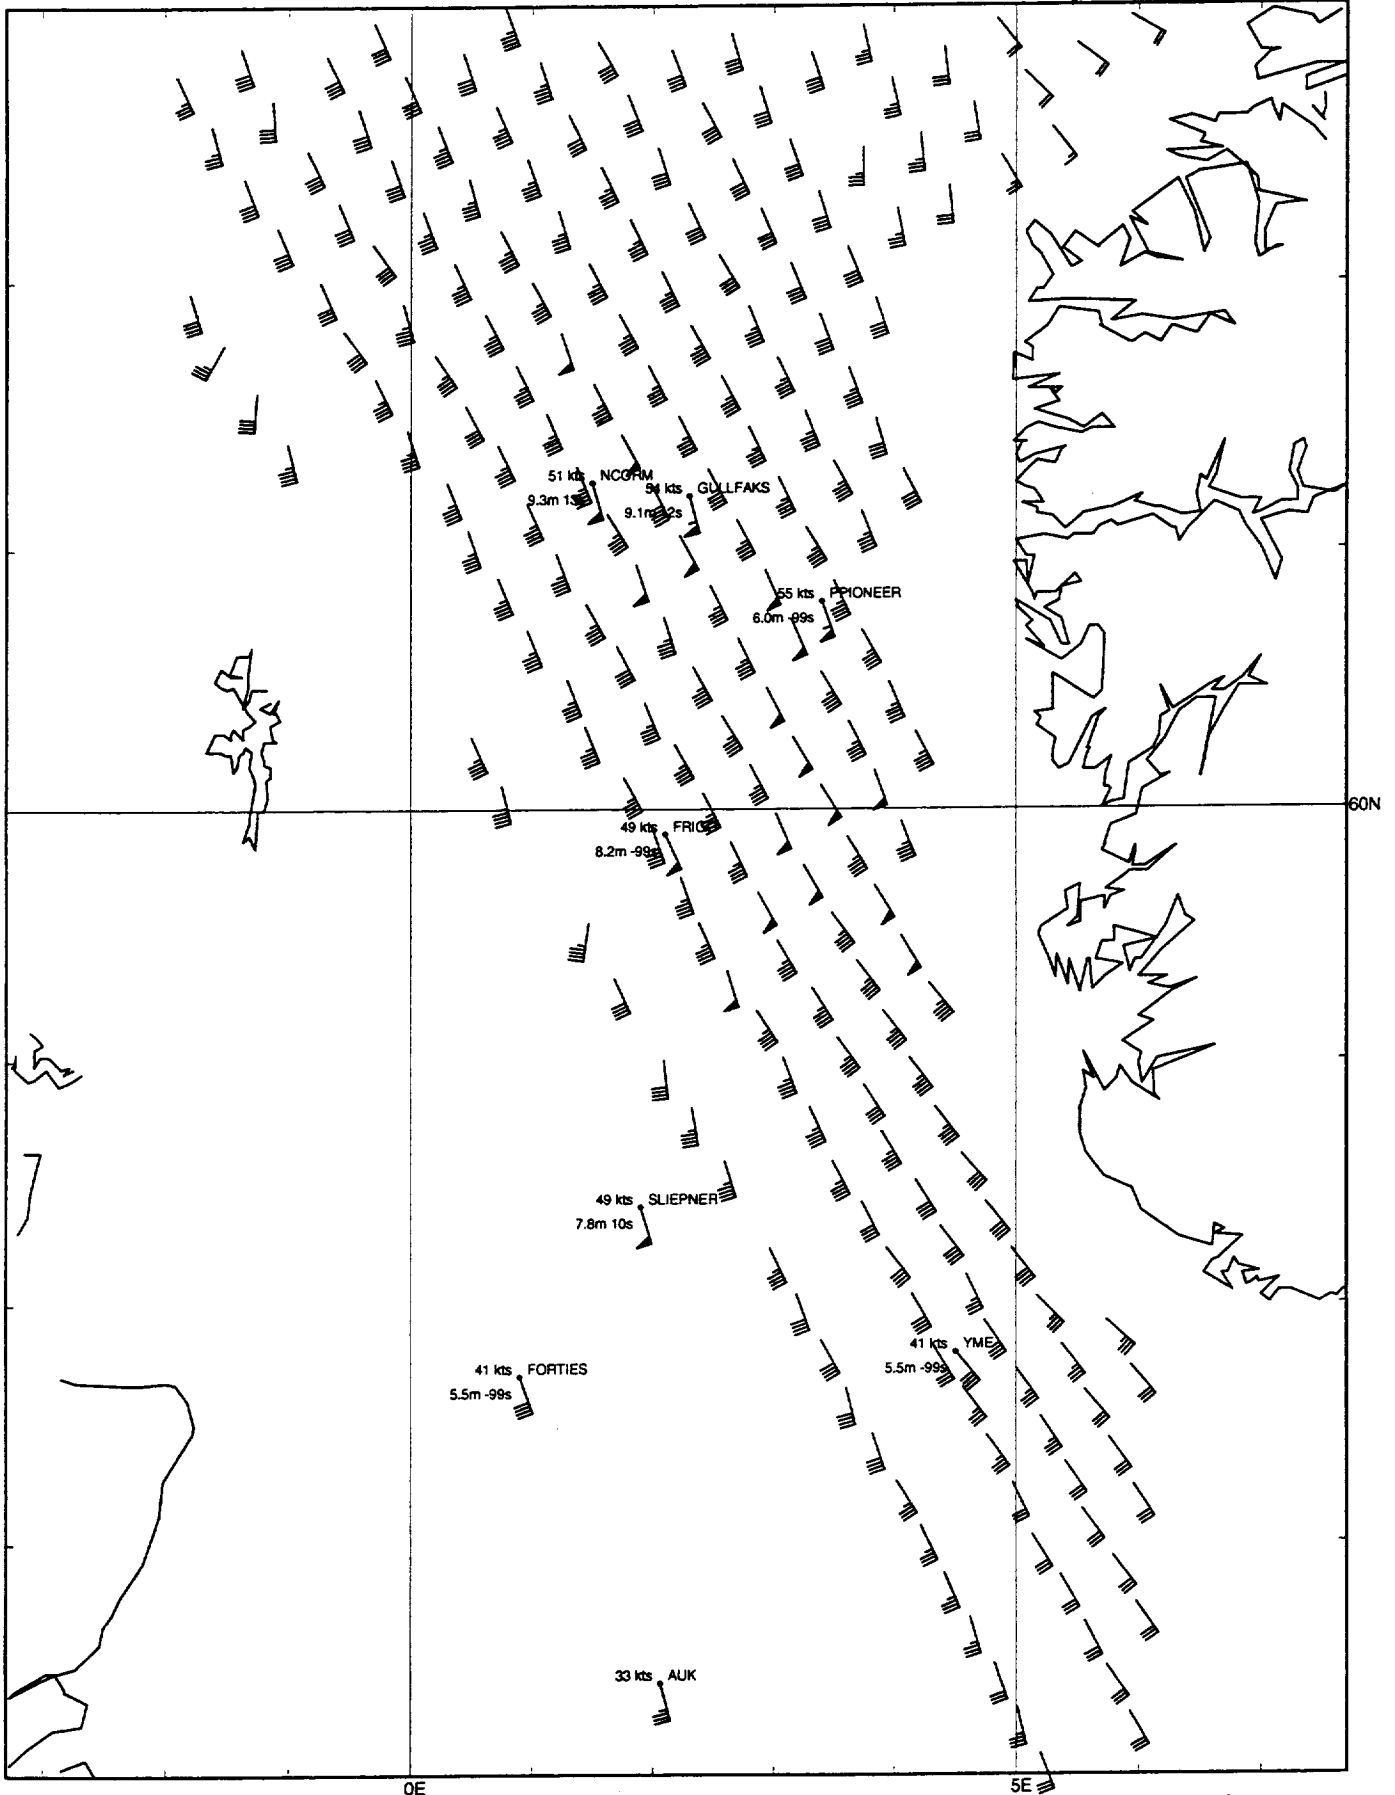 51 kts NCORM
9.3m 13s
54 kts GULLFAKS
9.1m 12s
55 kts PPIONEER
6.0m -99s
60N
49 kts FRIGG
8.2m -99s
49 kts SLIEPNER
7.8m 10s
41 kts YME
5.5m -99s
41 kts FORTIES
5.5m -99s
33 kts AUK
0E
5E